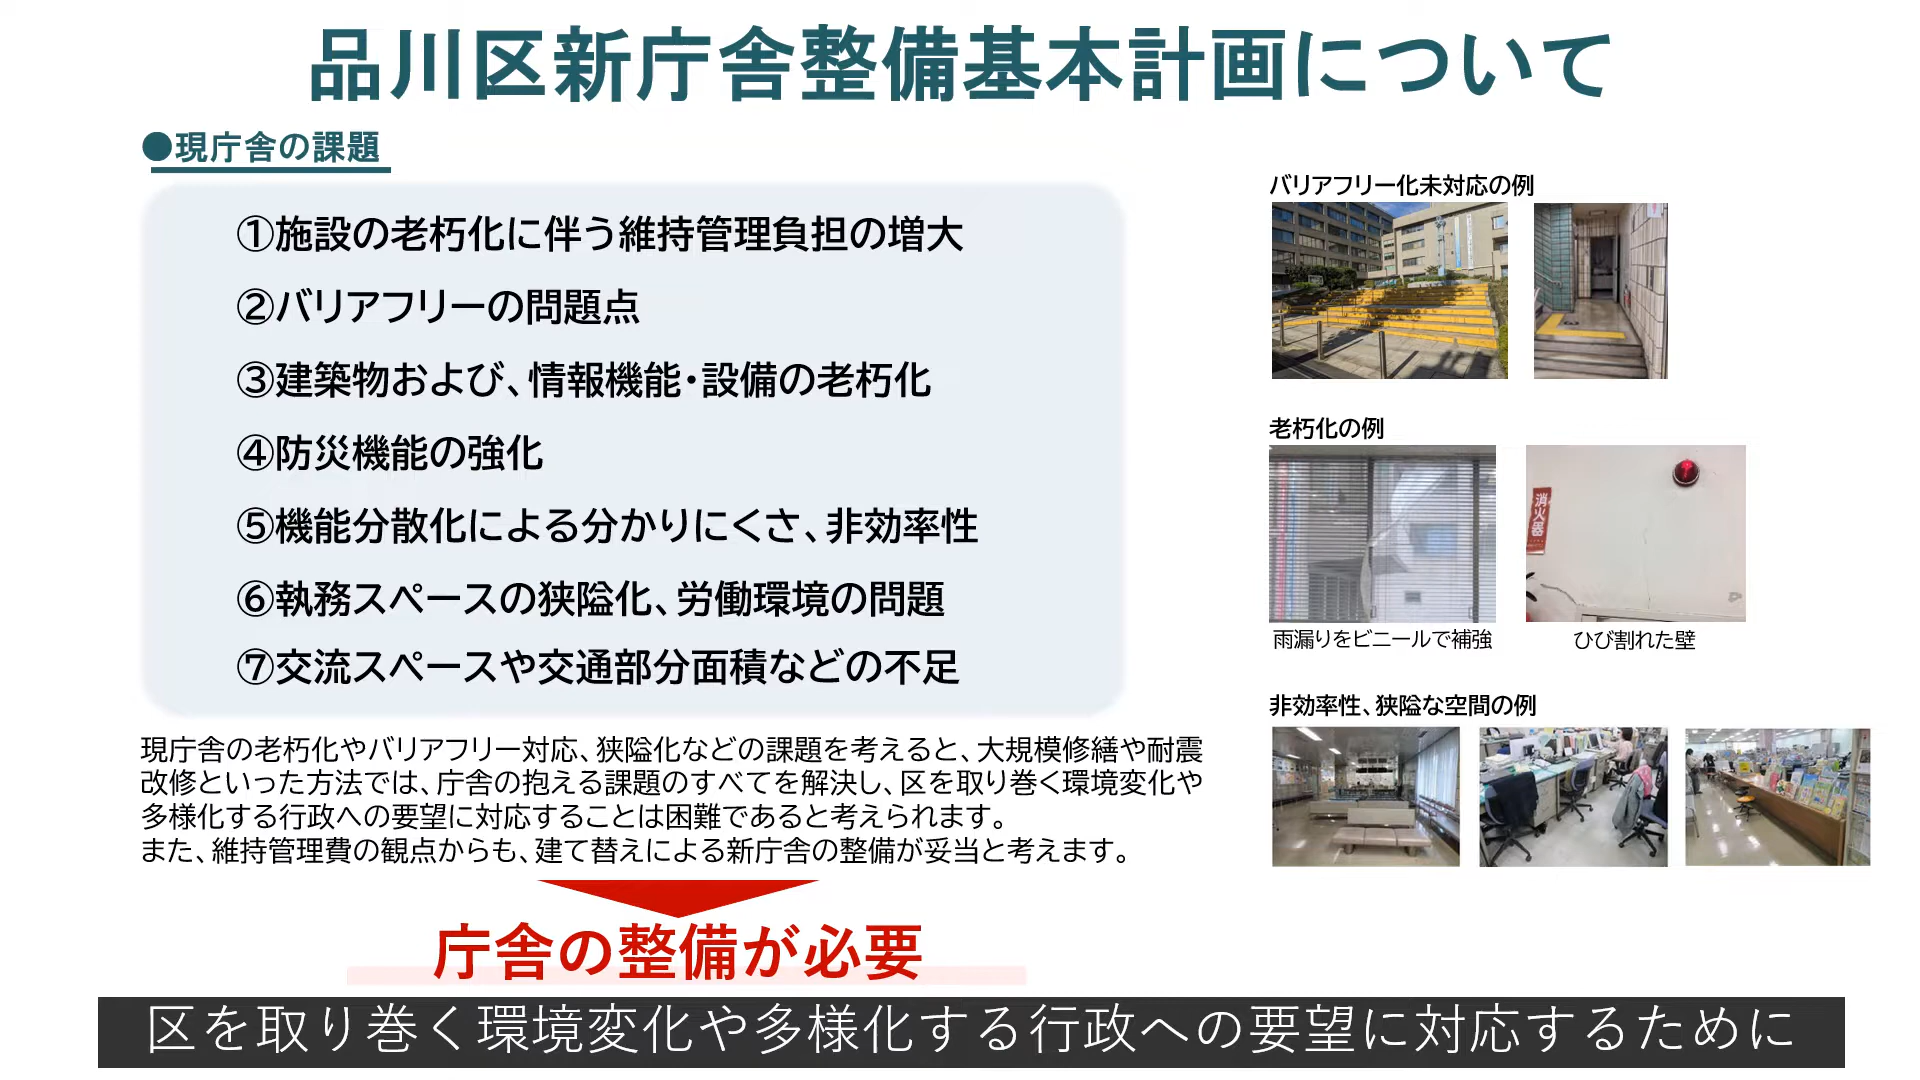 品川区新庁舎整備基本計画について
●現庁舎の課題
①施設の老朽化に伴う維持管理負担の増大
②バリアフリーの問題点
③建築物および、情報機能・設備の老朽化
④防災機能の強化
⑤機能分散化による分かりにくさ、非効率性
⑥執務スペースの狭隘化、労働環境の問題
⑦交流スペースや交通部分面積などの不足
現庁舎の老朽化やバリアフリー対応、狭隘化などの課題を考えると、大規模修繕や耐震
改修といった方法では、庁舎の抱える課題のすべてを解決し、区を取り巻く環境変化や
多様化する行政への要望に対応することは困難であると考えられます。
また、維持管理費の観点からも、建て替えによる新庁舎の整備が妥当と考えます。
庁舎の整備が必要
バリアフリー化未対応の例
老朽化の例
消火器
雨漏りをビニールで補強
ひび割れた壁
非効率性、狭隘な空間の例
区を取り巻く環境変化や多様化する行政への要望に対応するために